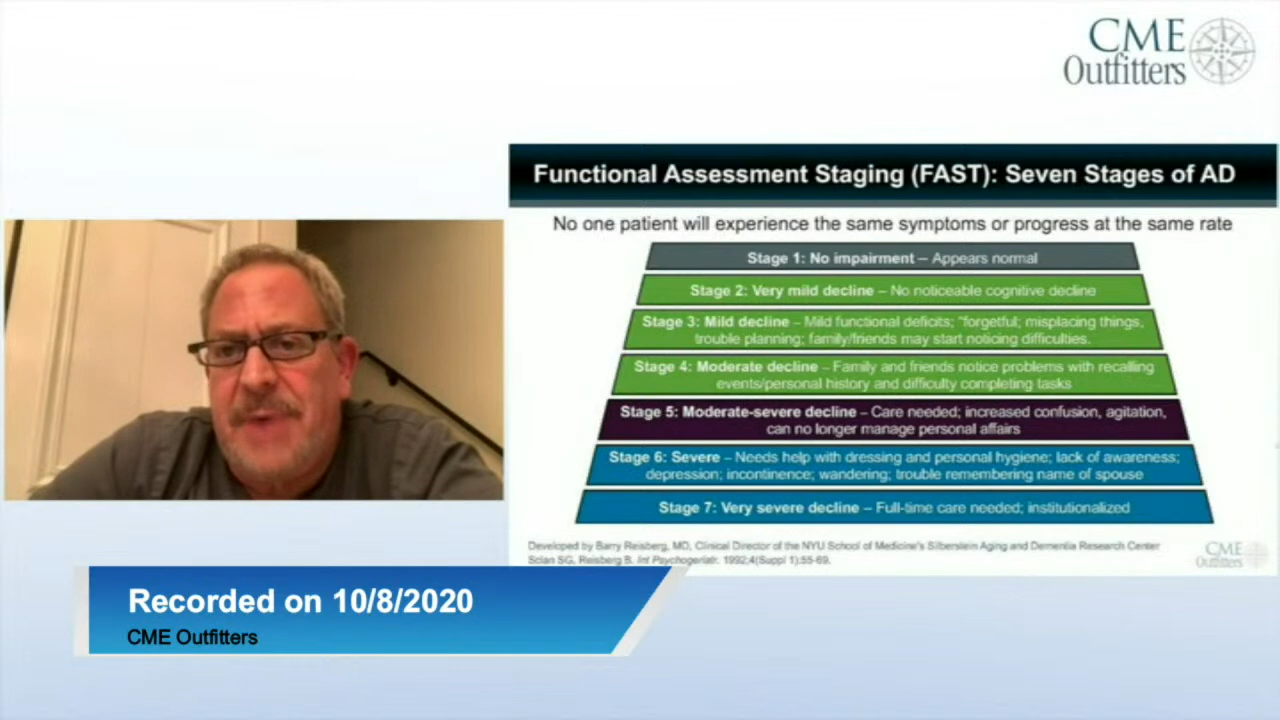 CME
Outfitters
Functional Assessment Staging (FAST): Seven Stages of AD
No one patient will experience the same symptoms or progress at the same rate
Stage 1: No impairment – Appears normal
Stage 2: Very mild decline – No noticeable cognitive decline
Stage 3: Mild decline – Mild functional deficits; "forgetful; misplacing things,
trouble planning; family/friends may start noticing difficulties.
Stage 4: Moderate decline – Family and friends notice problems with recalling
events/personal history and difficulty completing tasks
Stage 5: Moderate-severe decline – Care needed; increased confusion, agitation,
can no longer manage personal affairs
Stage 6: Severe – Needs help with dressing and personal hygiene; lack of awareness;
depression; incontinence; wandering; trouble remembering name of spouse
Stage 7: Very severe decline – Full-time care needed; institutionalized
Developed by Barry Reisberg, MD, Clinical Director of the NYU School of Medicine's Silberstein Aging and Dementia Research Center
Sclan SG, Reisberg B. Int Psychogeriatr. 1992;4(Suppl 1):55-69.
CME
Outfitters
Recorded on 10/8/2020
CME Outfitters